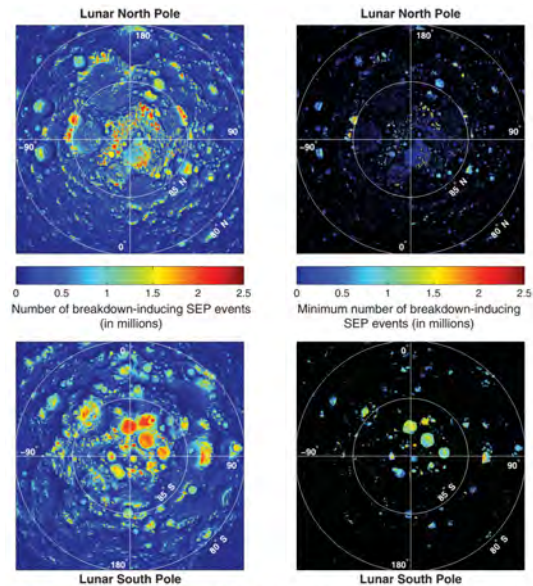 Lunar North Pole
180
90°
−90
85° N
80° N
0°
0 0.5 1 1.5 2 2.5
Number of breakdown-inducing SEP events
(in millions)
0°
−90
90
85° S
80° S
180°
Lunar South Pole
Lunar North Pole
180
90°
−90
85° N
80° N
0°
0 0.5 1 1.5 2 2.5
Minimum number of breakdown-inducing
SEP events (in millions)
0°
−90
90
85° S
80° S
180°
Lunar South Pole